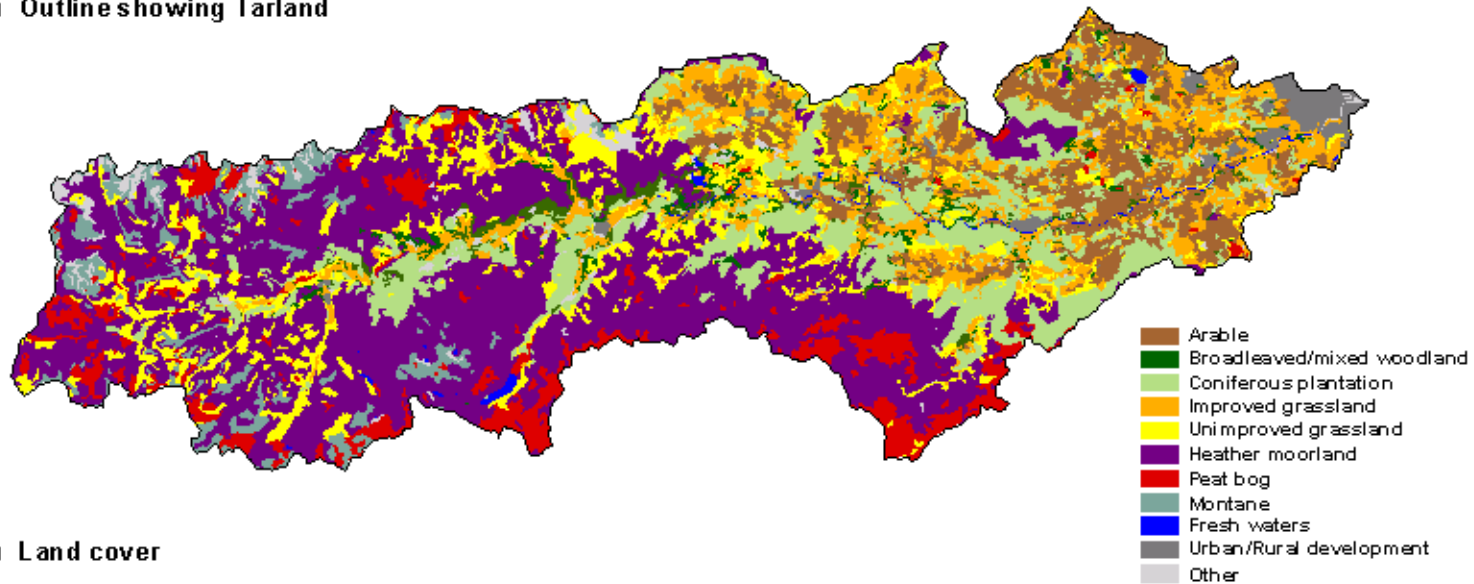 Outline showing Tarland
Arable
Broadleaved/mixed woodland
Coniferous plantation
Improved grassland
Unimproved grassland
Heather moorland
Peat bog
Montane
Fresh waters
Urban/Rural development
Other
Land cover